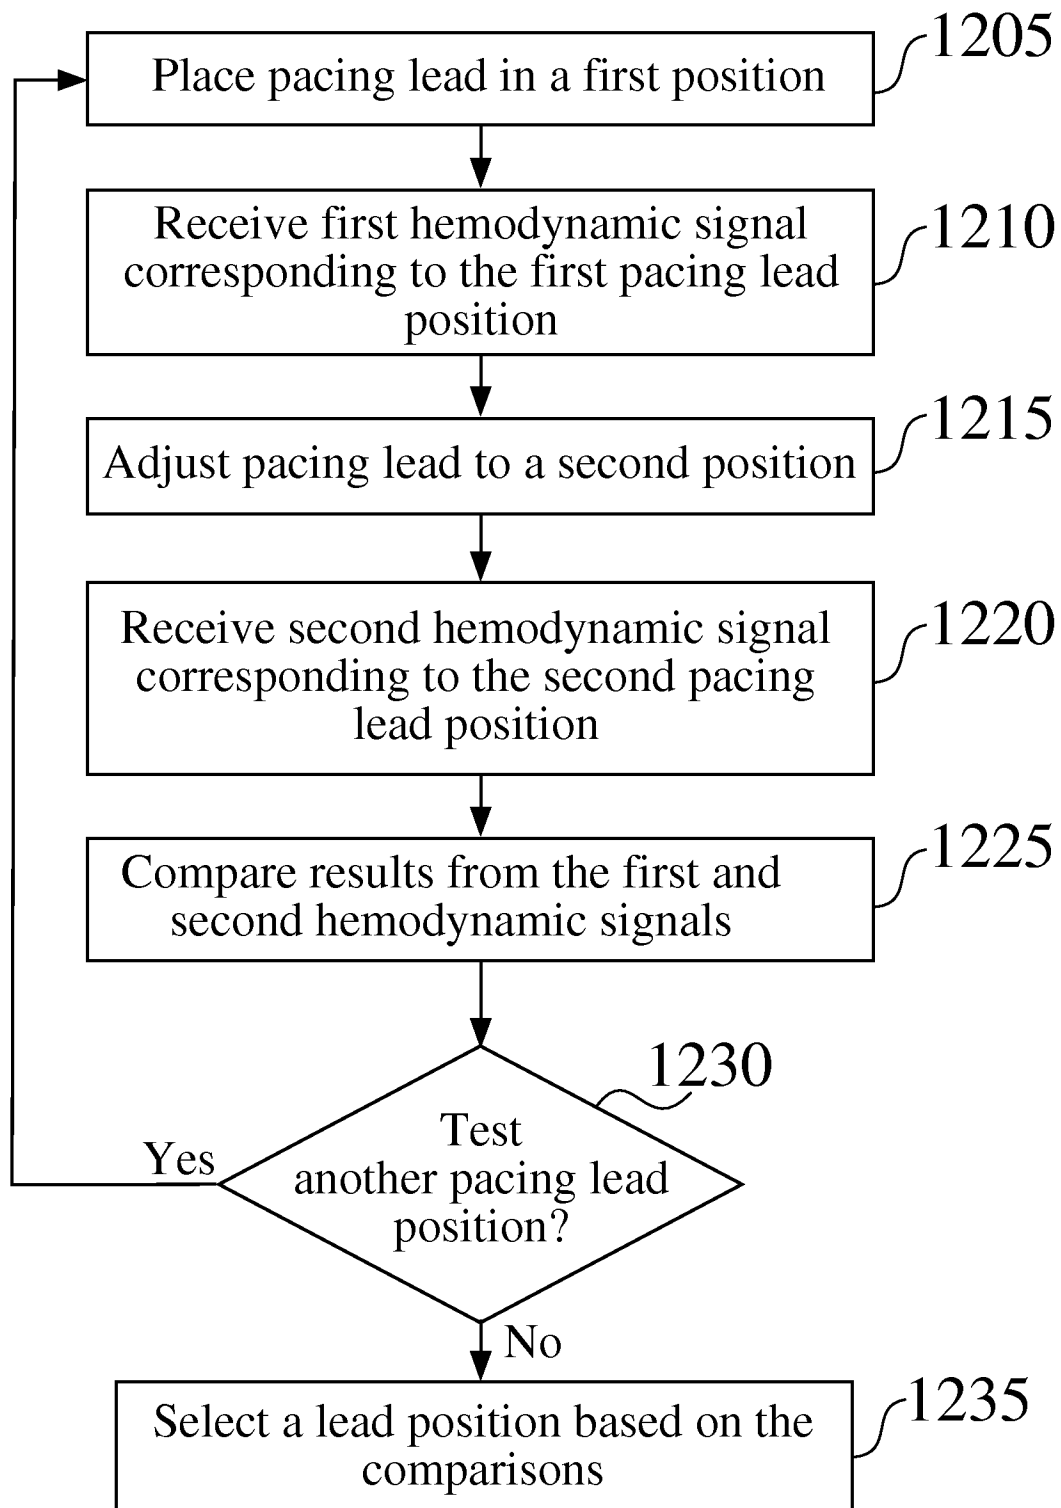 1205
Place pacing lead in a first position
1210
Receive first hemodynamic signal
corresponding to the first pacing lead
position
1215
Adjust pacing lead to a second position
1220
Receive second hemodynamic signal
corresponding to the second pacing
lead position
1225
Compare results from the first and
second hemodynamic signals
1230
Test
another pacing lead
position?
Yes
No
1235
Select a lead position based on the
comparisons